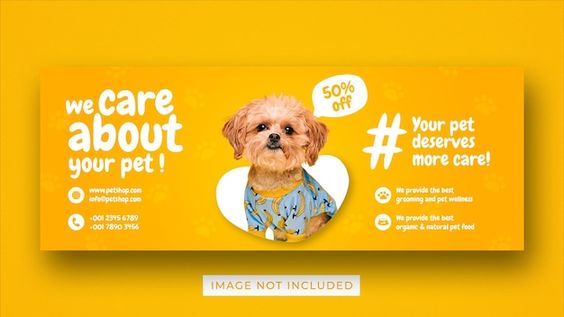 we care
about
your pet !
www.petshop.com
info@petshop.com
+001 2345 6789
+001 7890 3456
50%
off
# Your pet
deserves
more care!
We provide the best
grooming and pet wellness
We provide the best
organic & natural pet food
IMAGE NOT INCLUDED